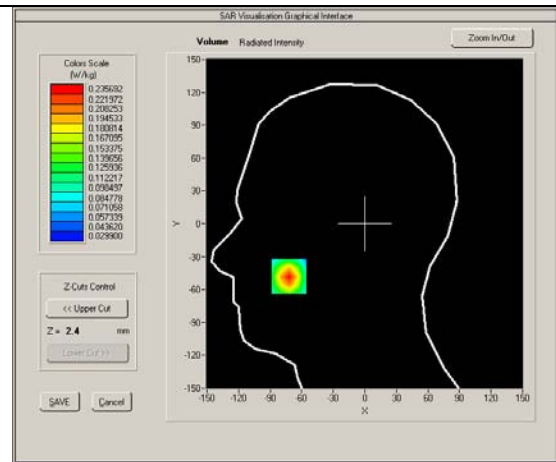 SAR Visualisation Graphical Interface
Volume Radiated Intensity
Zoom In/Out
Colors Scale
(W/kg)
0.235692
0.221972
0.208253
0.194533
0.180814
0.167095
0.153375
0.139656
0.125936
0.112217
0.098497
0.084778
0.071058
0.057339
0.043620
0.029900
Z-Cuts Control
<< Upper Cut
Z = 2.4 mm
Lower Cut >>
SAVE Cancel
150
120
90
60
30
0
-30
-60
-90
-120
-150
Y
-150 -120 -90 -60 -30 0 30 60 90 120 150
X